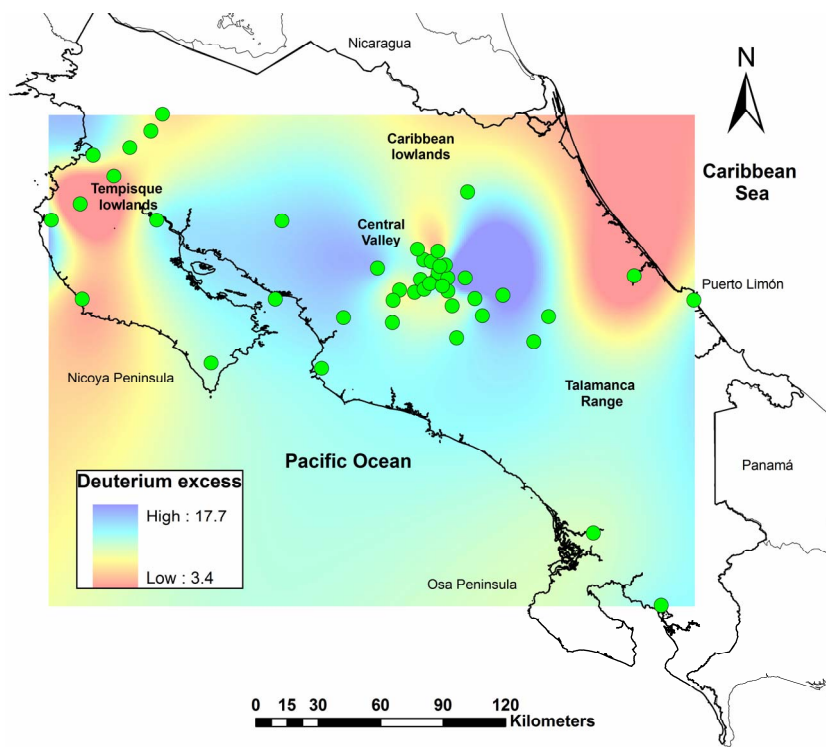 Nicaragua
N
Caribbean
lowlands
Caribbean
Sea
Tempisque
lowlands
Central
Valley
Puerto Limón
Nicoya Peninsula
Talamanca
Range
Pacific Ocean
Panamá
Deuterium excess
High : 17.7
Low : 3.4
Osa Peninsula
0 15 30 60 90 120
Kilometers